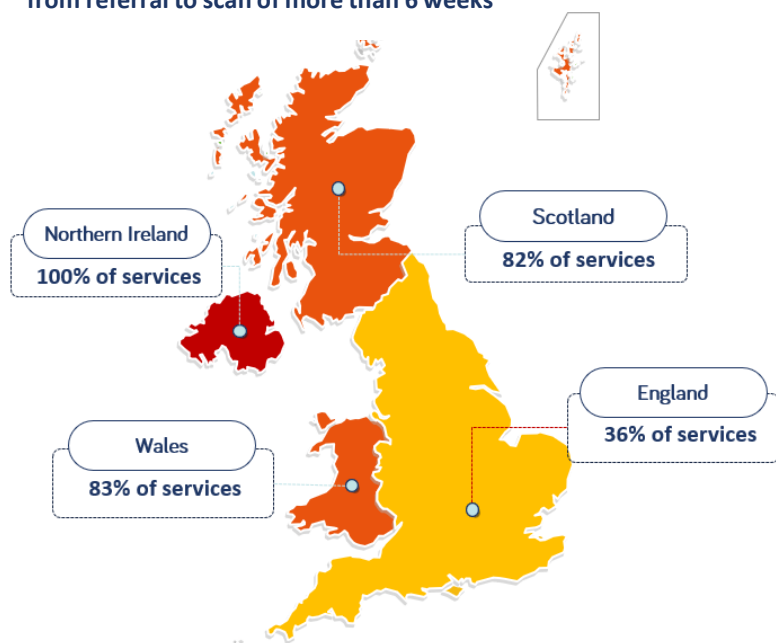 from referral to scan of more than 6 weeks
Northern Ireland
100% of services
Scotland
82% of services
England
36% of services
Wales
83% of services